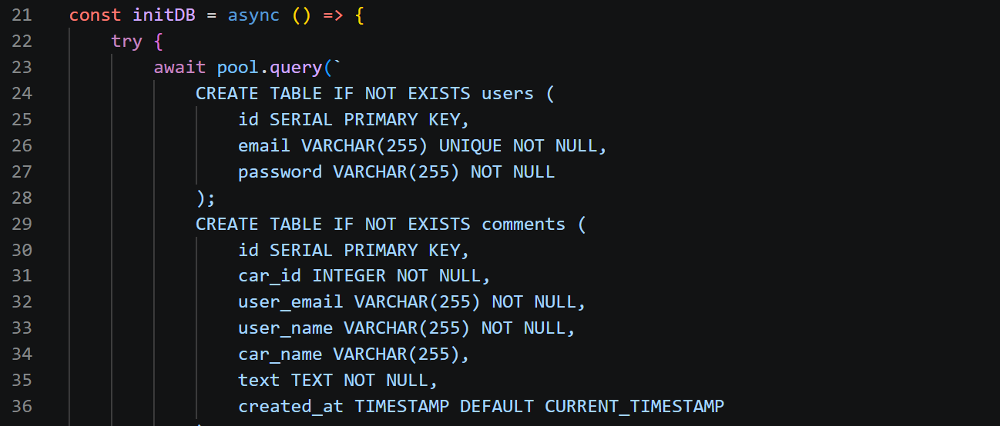 21 const initDB = async () => {
22 try {
23 await pool.query(`
24 CREATE TABLE IF NOT EXISTS users (
25 id SERIAL PRIMARY KEY,
26 email VARCHAR(255) UNIQUE NOT NULL,
27 password VARCHAR(255) NOT NULL
28 );
29 CREATE TABLE IF NOT EXISTS comments (
30 id SERIAL PRIMARY KEY,
31 car_id INTEGER NOT NULL,
32 user_email VARCHAR(255) NOT NULL,
33 user_name VARCHAR(255) NOT NULL,
34 car_name VARCHAR(255),
35 text TEXT NOT NULL,
36 created_at TIMESTAMP DEFAULT CURRENT_TIMESTAMP